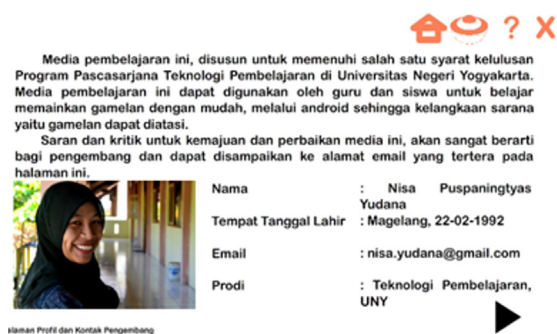 ? X
Media pembelajaran ini, disusun untuk memenuhi salah satu syarat kelulusan
Program Pascasarjana Teknologi Pembelajaran di Universitas Negeri Yogyakarta.
Media pembelajaran ini dapat digunakan oleh guru dan siswa untuk belajar
memainkan gamelan dengan mudah, melalui android sehingga kelangkaan sarana
yaitu gamelan dapat diatasi.
Saran dan kritik untuk kemajuan dan perbaikan media ini, akan sangat berarti
bagi pengembang dan dapat disampaikan ke alamat email yang tertera pada
halaman ini.
Nama : Nisa Puspaningtyas
Yudana
Tempat Tanggal Lahir : Magelang, 22-02-1992
Email : nisa.yudana@gmail.com
Prodi : Teknologi Pembelajaran,
UNY
alaman Profil dan Kontak Pengembang